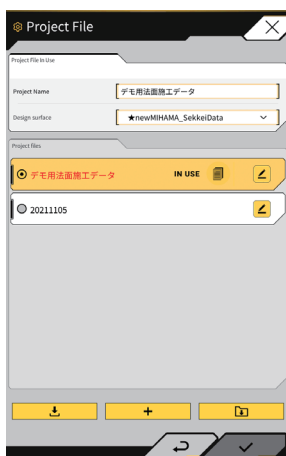 Project File
Project File In Use
Project Name
デモ用法面施工データ
Design surface
★newMIHAMA_SekkeiData
Project files
デモ用法面施工データ
IN USE
20211105